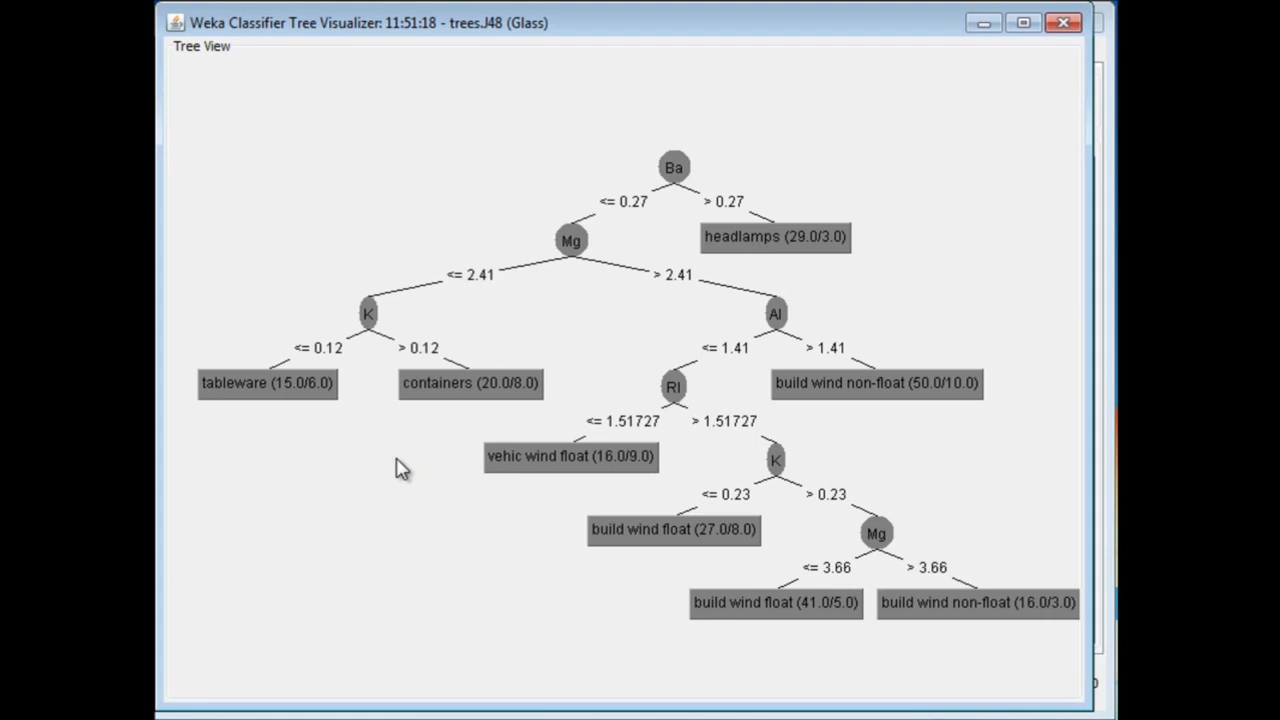 Weka Classifier Tree Visualizer: 11:51:18 - trees.J48 (Glass)
Tree View
Ba
<= 0.27 > 0.27
Mg headlamps (29.0/3.0)
<= 2.41 > 2.41
K Al
<= 0.12 > 0.12 <= 1.41 > 1.41
tableware (15.0/6.0) containers (20.0/8.0) RI build wind non-float (50.0/10.0)
<= 1.51727 > 1.51727
vehic wind float (16.0/9.0) K
<= 0.23 > 0.23
build wind float (27.0/8.0) Mg
<= 3.66 > 3.66
build wind float (41.0/5.0) build wind non-float (16.0/3.0)